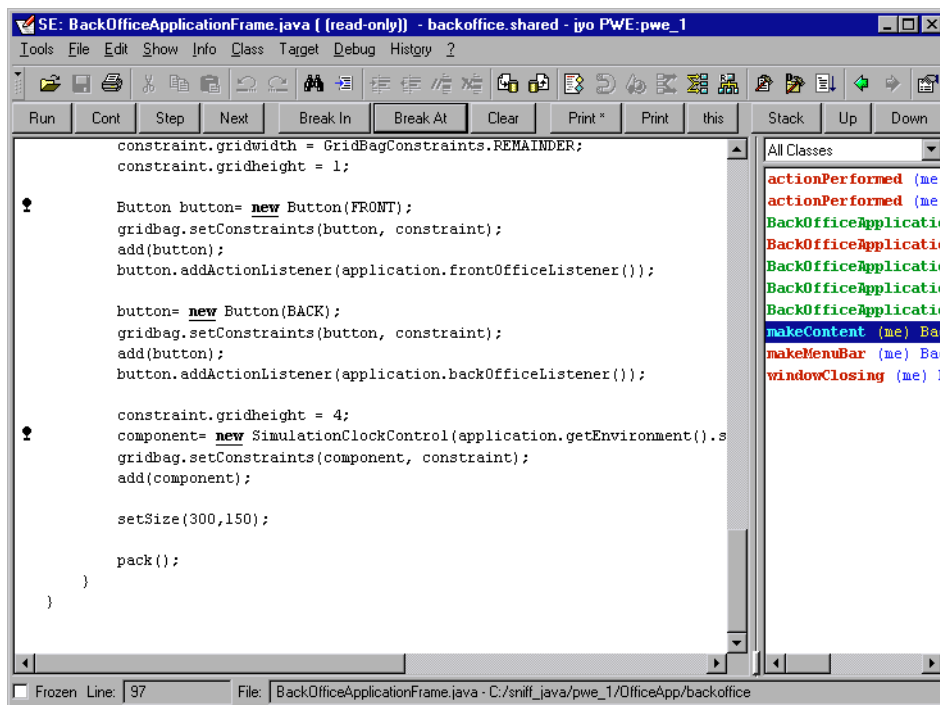 SE: BackOfficeApplicationFrame.java ( (read-only)) - backoffice.shared - jyo PWE:pwe_1
Tools File Edit Show Info Class Target Debug History ?
Run Cont Step Next Break In Break At Clear Print * Print this Stack Up Down
constraint.gridwidth = GridBagConstraints.REMAINDER;
constraint.gridheight = 1;
Button button= new Button(FRONT);
gridbag.setConstraints(button, constraint);
add(button);
button.addActionListener(application.frontOfficeListener());
button= new Button(BACK);
gridbag.setConstraints(button, constraint);
add(button);
button.addActionListener(application.backOfficeListener());
constraint.gridheight = 4;
component= new SimulationClockControl(application.getEnvironment().s
gridbag.setConstraints(component, constraint);
add(component);
setSize(300,150);
pack();
}
}
All Classes
actionPerformed (me
actionPerformed (me
BackOfficeApplicatio
BackOfficeApplicatio
BackOfficeApplicatio
BackOfficeApplicatio
BackOfficeApplicatio
makeContent (me) Ba
makeMenuBar (me) Ba
windowClosing (me)
Frozen Line: 97 File: BackOfficeApplicationFrame.java - C:/sniff_java/pwe_1/OfficeApp/backoffice